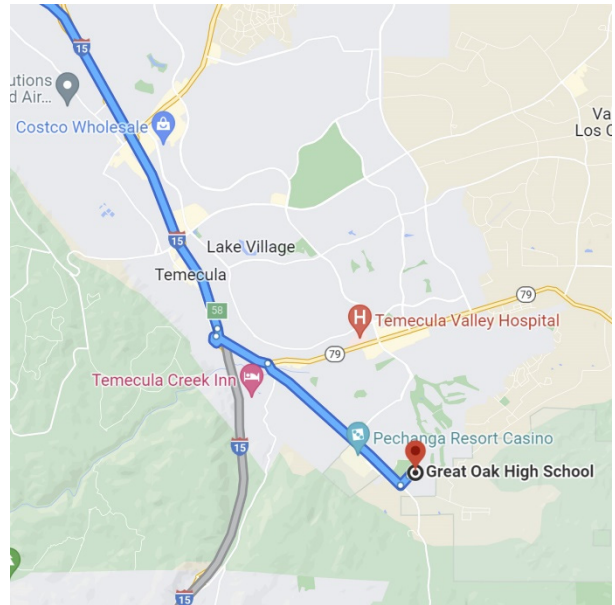 15
utions
d Air...
Costco Wholesale
Va
Los C
15
Lake Village
Temecula
58
79
H
Temecula Valley Hospital
79
Temecula Creek Inn
Pechanga Resort Casino
Great Oak High School
15
15